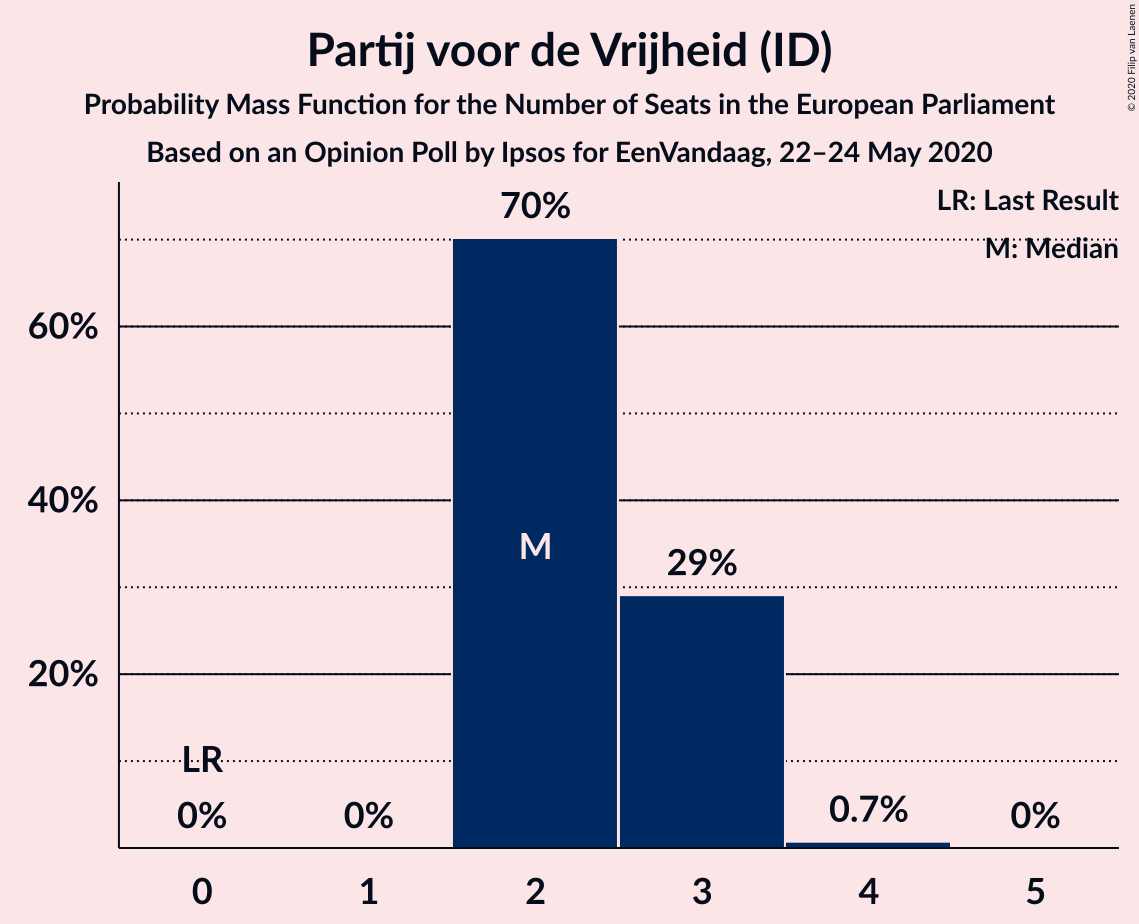 Partij voor de Vrijheid (ID)
Probability Mass Function for the Number of Seats in the European Parliament
Based on an Opinion Poll by Ipsos for EenVandaag, 22–24 May 2020
© 2020 Filip van Laenen
LR: Last Result
M: Median
70%
60%
40%
M
29%
20%
LR
0%
0%
0.7%
0%
0
1
2
3
4
5